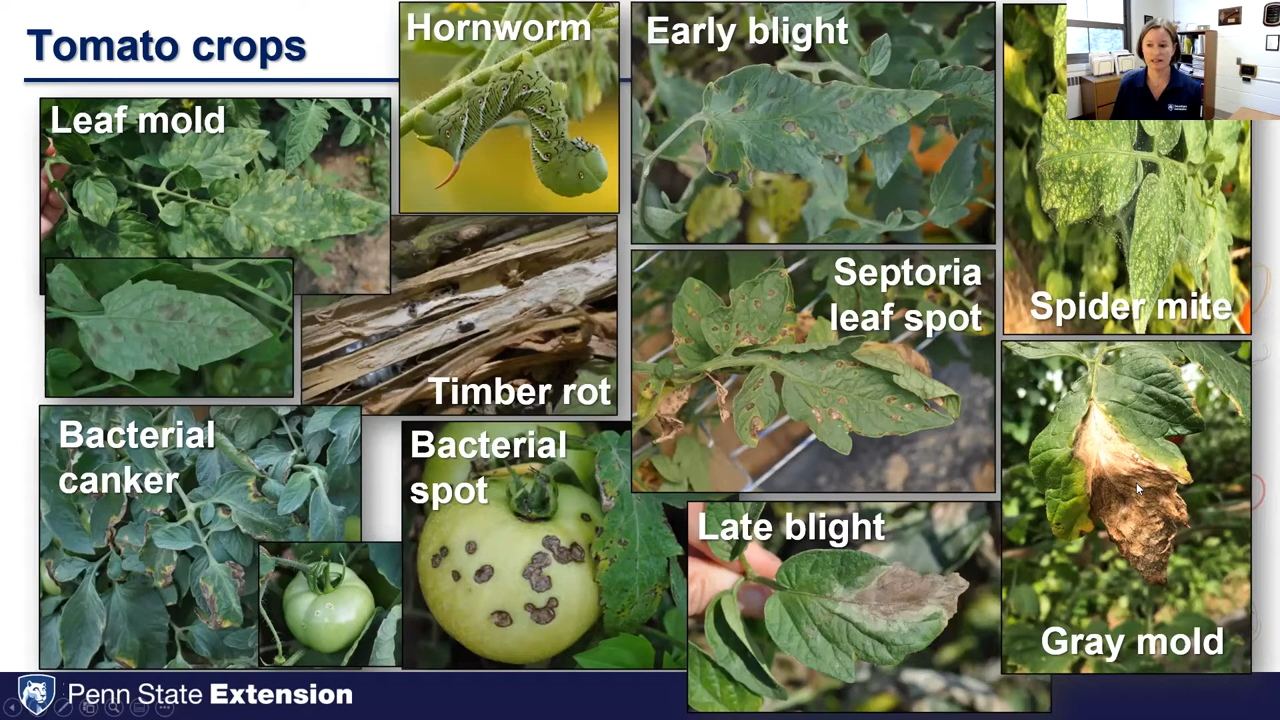 Tomato crops
Leaf mold
Hornworm
Early blight
Spider mite
Timber rot
Septoria
leaf spot
Bacterial
canker
Bacterial
spot
Late blight
Gray mold
Penn State Extension